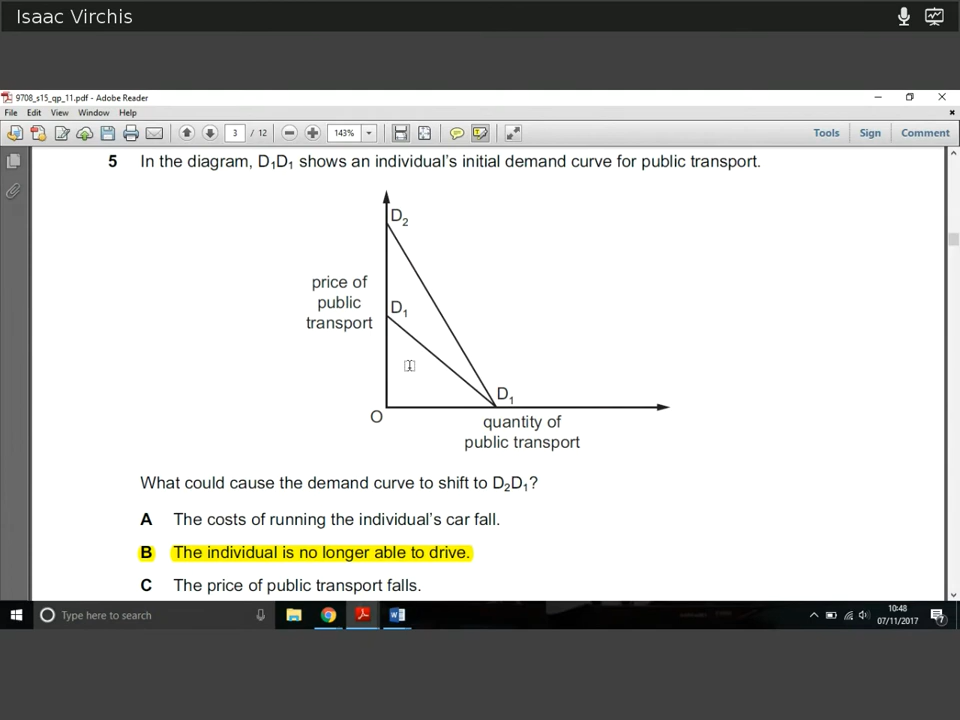 Isaac Virchis
9708_s15_qp_11.pdf - Adobe Reader
File Edit View Window Help
3 / 12 143% Tools Sign Comment
5 In the diagram, D₁D₁ shows an individual's initial demand curve for public transport.
D₂
price of
public
transport
D₁
D₁
O
quantity of
public transport
What could cause the demand curve to shift to D₂D₁?
A The costs of running the individual's car fall.
B The individual is no longer able to drive.
C The price of public transport falls.
Type here to search
10:48
07/11/2017
7